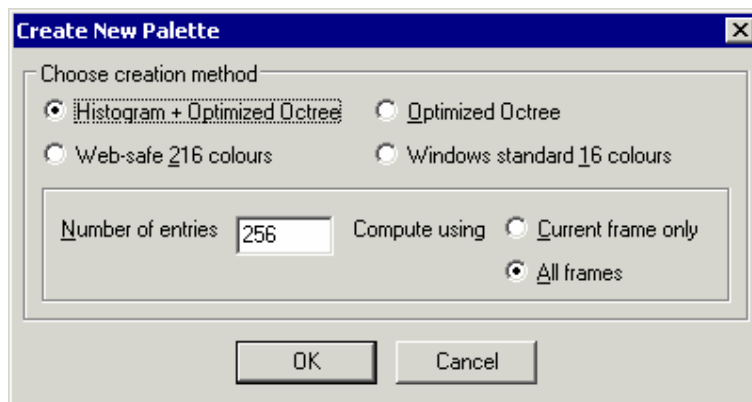 Create New Palette
Choose creation method
Histogram + Optimized Octree Optimized Octree
Web-safe 216 colours Windows standard 16 colours
Number of entries 256 Compute using Current frame only
All frames
OK Cancel